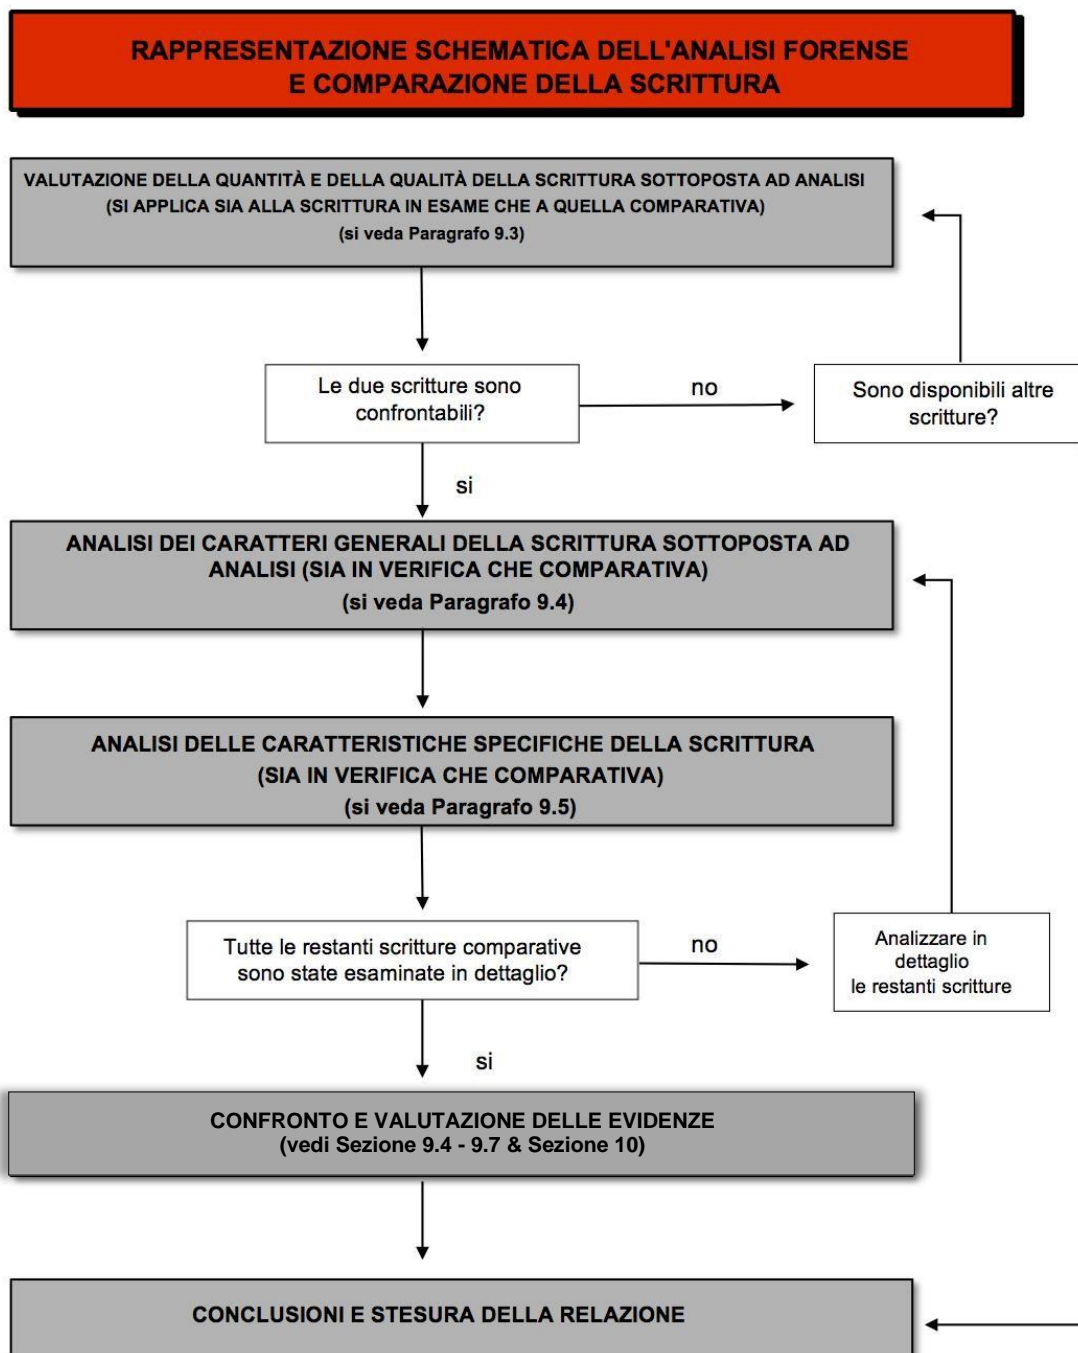 RAPPRESENTAZIONE SCHEMATICA DELL'ANALISI FORENSE
E COMPARAZIONE DELLA SCRITTURA
VALUTAZIONE DELLA QUANTITÀ E DELLA QUALITÀ DELLA SCRITTURA SOTTOPOSTA AD ANALISI
(SI APPLICA SIA ALLA SCRITTURA IN ESAME CHE A QUELLA COMPARATIVA)
(si veda Paragrafo 9.3)
Le due scritture sono
confrontabili?
no
Sono disponibili altre
scritture?
si
ANALISI DEI CARATTERI GENERALI DELLA SCRITTURA SOTTOPOSTA AD
ANALISI (SIA IN VERIFICA CHE COMPARATIVA)
(si veda Paragrafo 9.4)
ANALISI DELLE CARATTERISTICHE SPECIFICHE DELLA SCRITTURA
(SIA IN VERIFICA CHE COMPARATIVA)
(si veda Paragrafo 9.5)
Tutte le restanti scritture comparative
sono state esaminate in dettaglio?
no
Analizzare in
dettaglio
le restanti scritture
si
CONFRONTO E VALUTAZIONE DELLE EVIDENZE
(vedi Sezione 9.4 - 9.7 & Sezione 10)
CONCLUSIONI E STESURA DELLA RELAZIONE